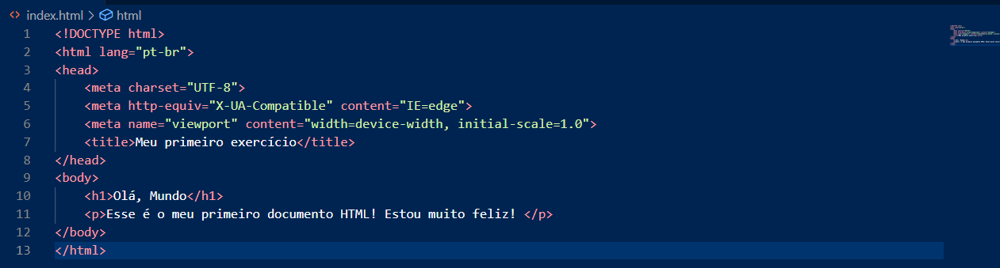 index.html > html
1 <!DOCTYPE html>
2 <html lang="pt-br">
3 <head>
4     <meta charset="UTF-8">
5     <meta http-equiv="X-UA-Compatible" content="IE=edge">
6     <meta name="viewport" content="width=device-width, initial-scale=1.0">
7     <title>Meu primeiro exercício</title>
8 </head>
9 <body>
10     <h1>Olá, Mundo</h1>
11     <p>Esse é o meu primeiro documento HTML! Estou muito feliz! </p>
12 </body>
13 </html>